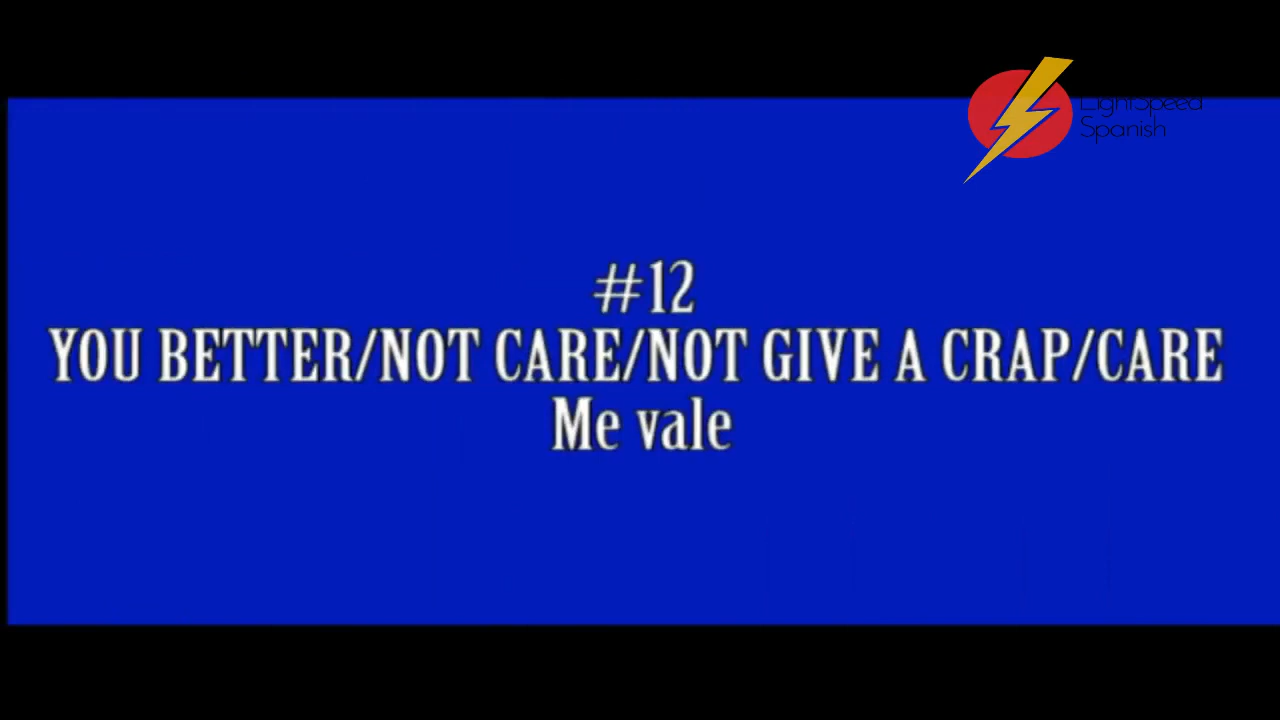 LightSpeed
Spanish
#12
YOU BETTER/NOT CARE/NOT GIVE A CRAP/CARE
Me vale